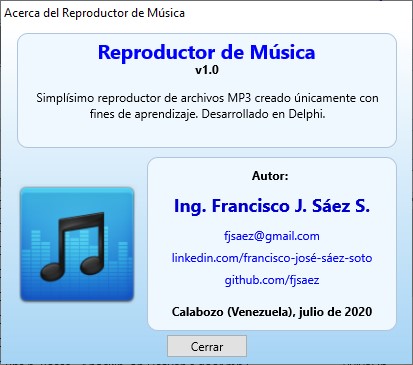 Acerca del Reproductor de Música
Reproductor de Música
v1.0
Simplísimo reproductor de archivos MP3 creado únicamente con
fines de aprendizaje. Desarrollado en Delphi.
Autor:
Ing. Francisco J. Sáez S.
fjsaez@gmail.com
linkedin.com/francisco-josé-sáez-soto
github.com/fjsaez
Calabozo (Venezuela), julio de 2020
Cerrar